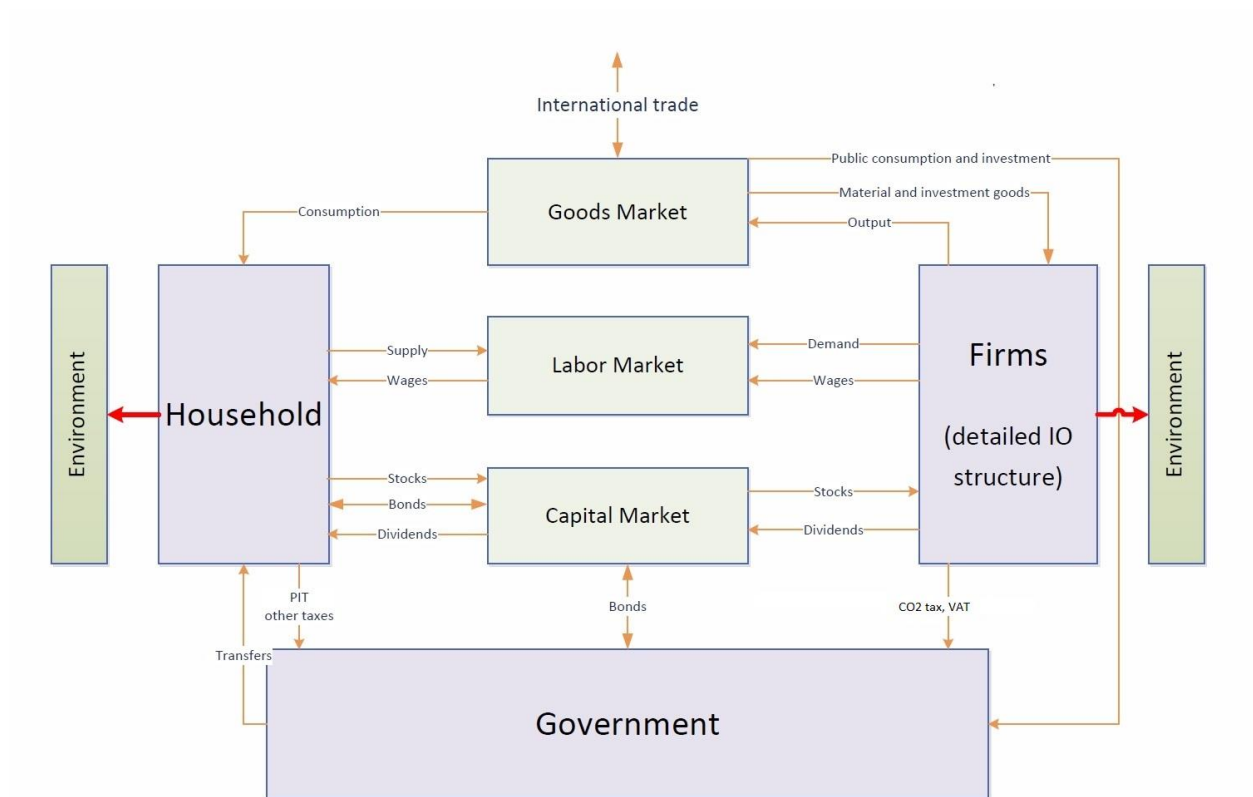 International trade
Public consumption and investment
Material and investment goods
Goods Market
Consumption
Output
Environment
Household
Supply
Wages
Labor Market
Demand
Wages
Firms
(detailed IO
structure)
Environment
Stocks
Bonds
Dividends
Capital Market
Stocks
Dividends
PIT
other taxes
Bonds
CO2 tax, VAT
Transfers
Government